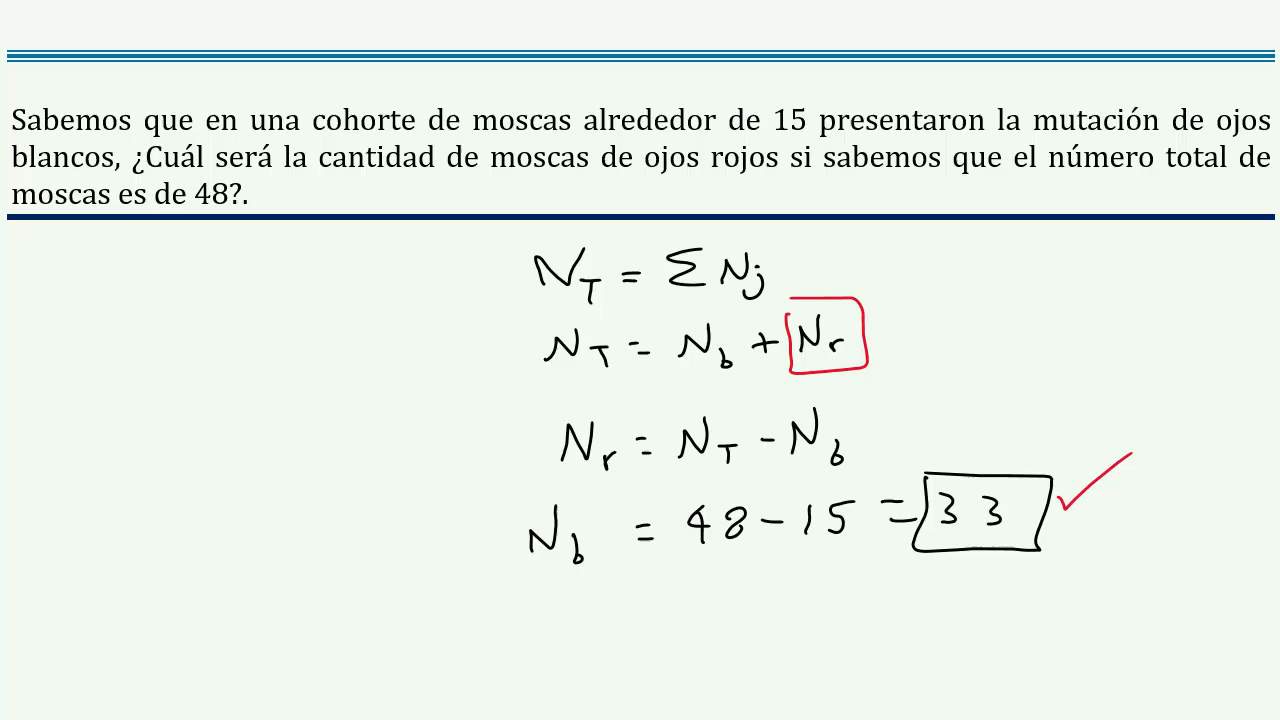 Sabemos que en una cohorte de moscas alrededor de 15 presentaron la mutación de ojos
blancos, ¿Cuál será la cantidad de moscas de ojos rojos si sabemos que el número total de
moscas es de 48?.
N_T = Σ N_j
N_T = N_b + N_r
N_r = N_T - N_b
N_b = 48 - 15 = 33